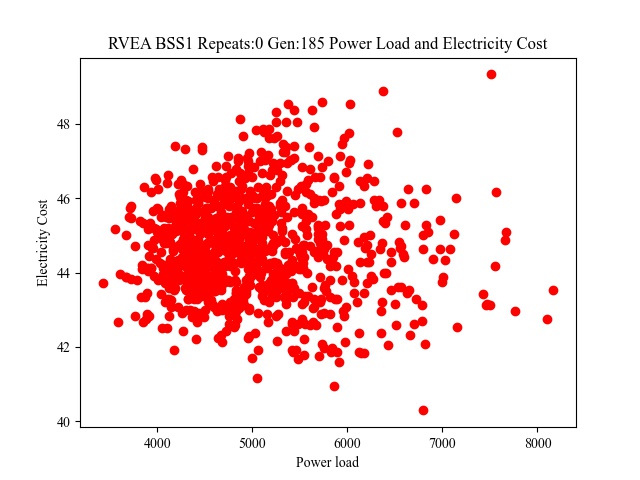 RVEA BSS1 Repeats:0 Gen:185 Power Load and Electricity Cost
48
46
44
42
40
Electricity Cost
4000 5000 6000 7000 8000
Power load